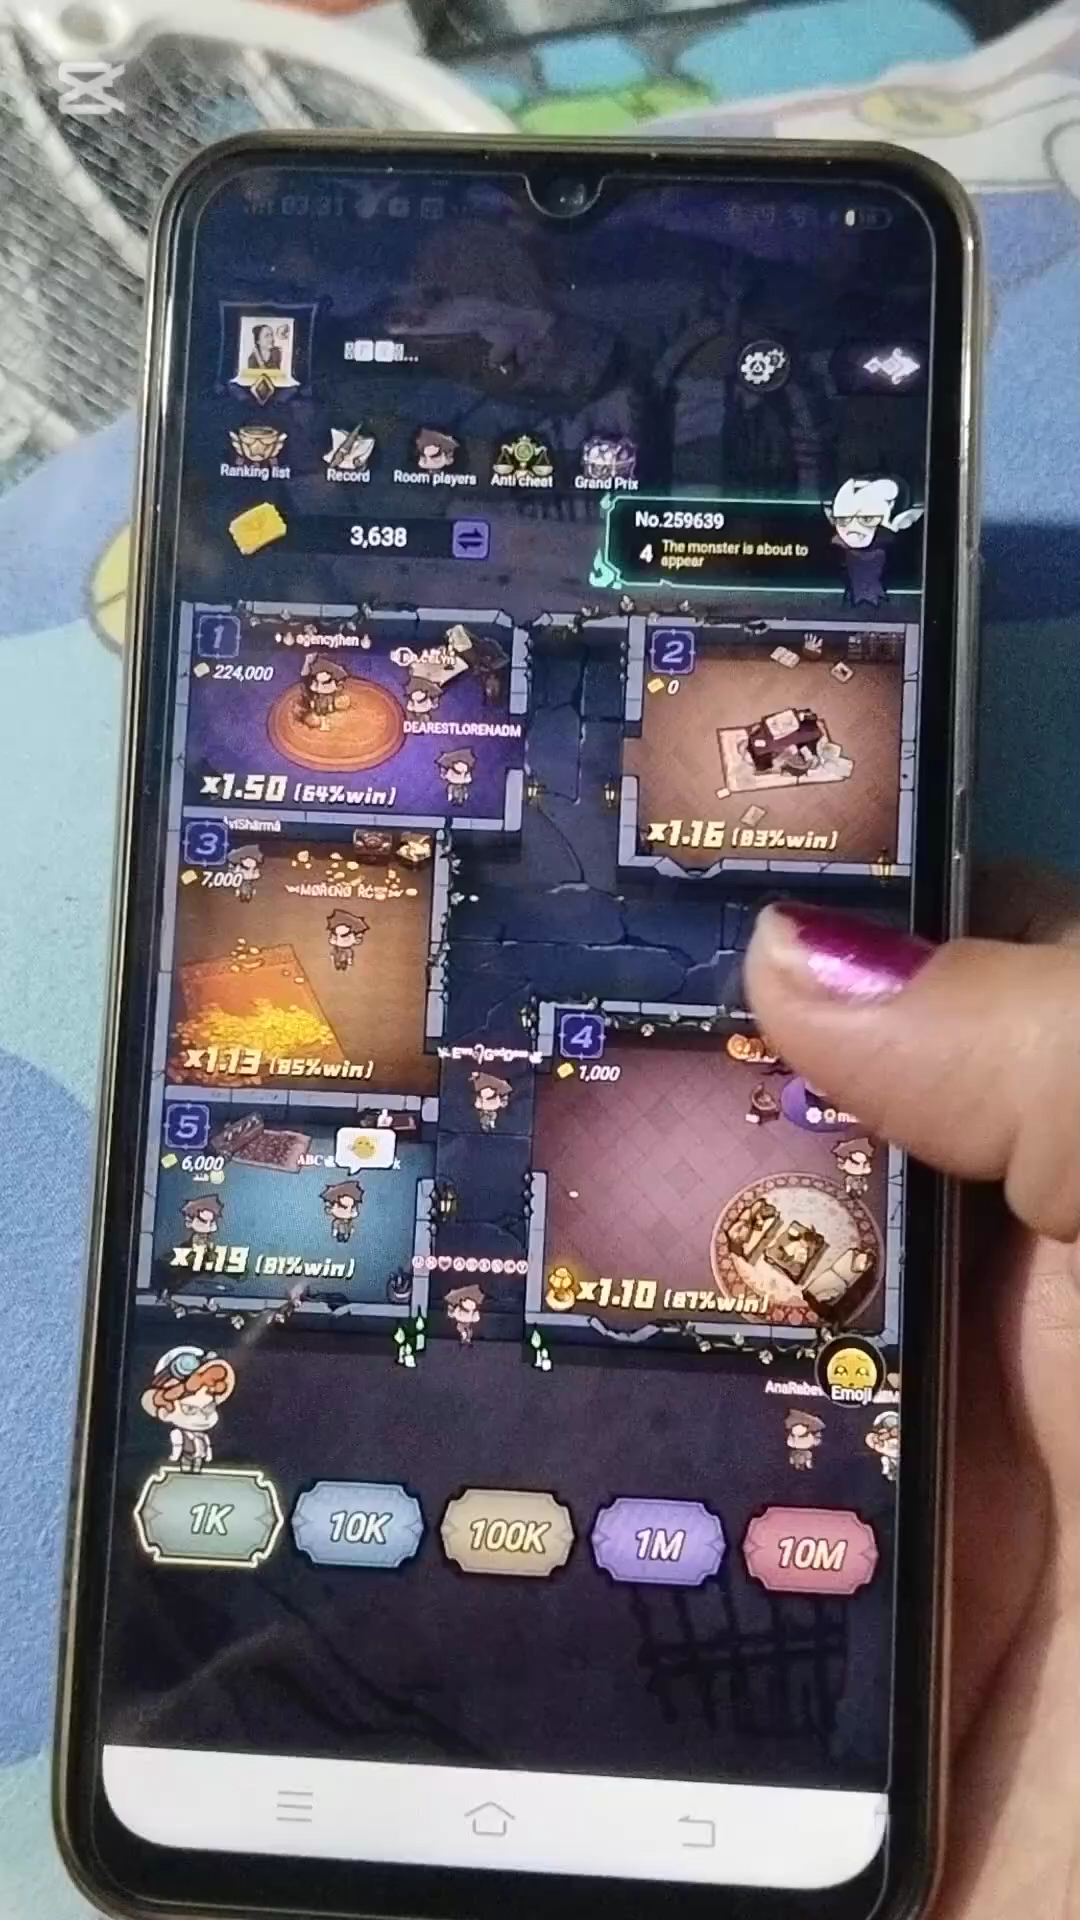 Ranking list
Record
Room players
Anti cheat
Grand Prix
3,638
No.259639
4 The monster is about to
appear
1
agencyjhen
224,000
DEARESTLORENADM
x1.50 (64%win)
2
0
x1.16 (83%win)
3
7,000
x1.13 (85%win)
4
1,000
x1.10 (87%win)
5
6,000
ABC
x1.19 (81%win)
Emoji
1K
10K
100K
1M
10M